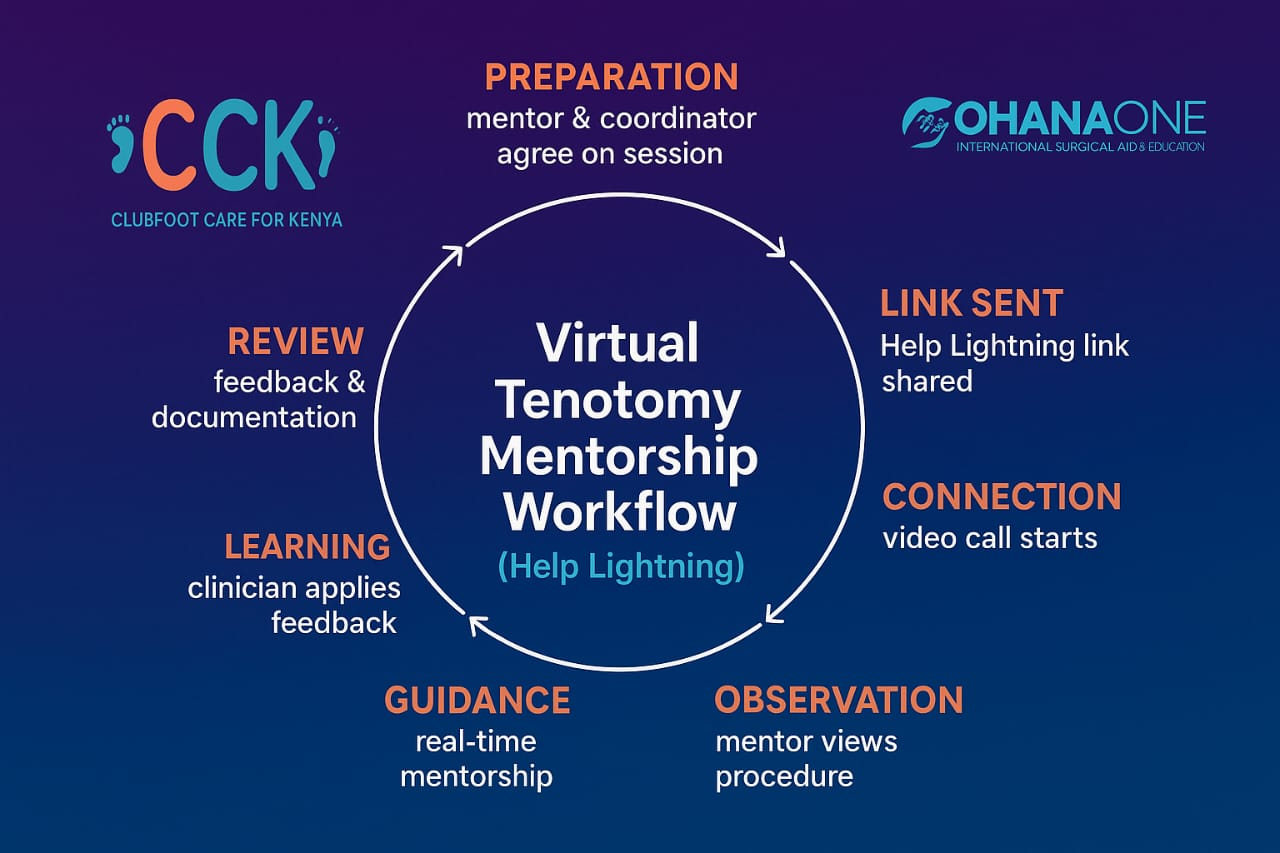 PREPARATION
mentor & coordinator
agree on session
CCK
CLUBFOOT CARE FOR KENYA
OHANAONE
INTERNATIONAL SURGICAL AID & EDUCATION
LINK SENT
Help Lightning link
shared
CONNECTION
video call starts
OBSERVATION
mentor views
procedure
GUIDANCE
real-time
mentorship
LEARNING
clinician applies
feedback
REVIEW
feedback &
documentation
Virtual
Tenotomy
Mentorship
Workflow
(Help Lightning)